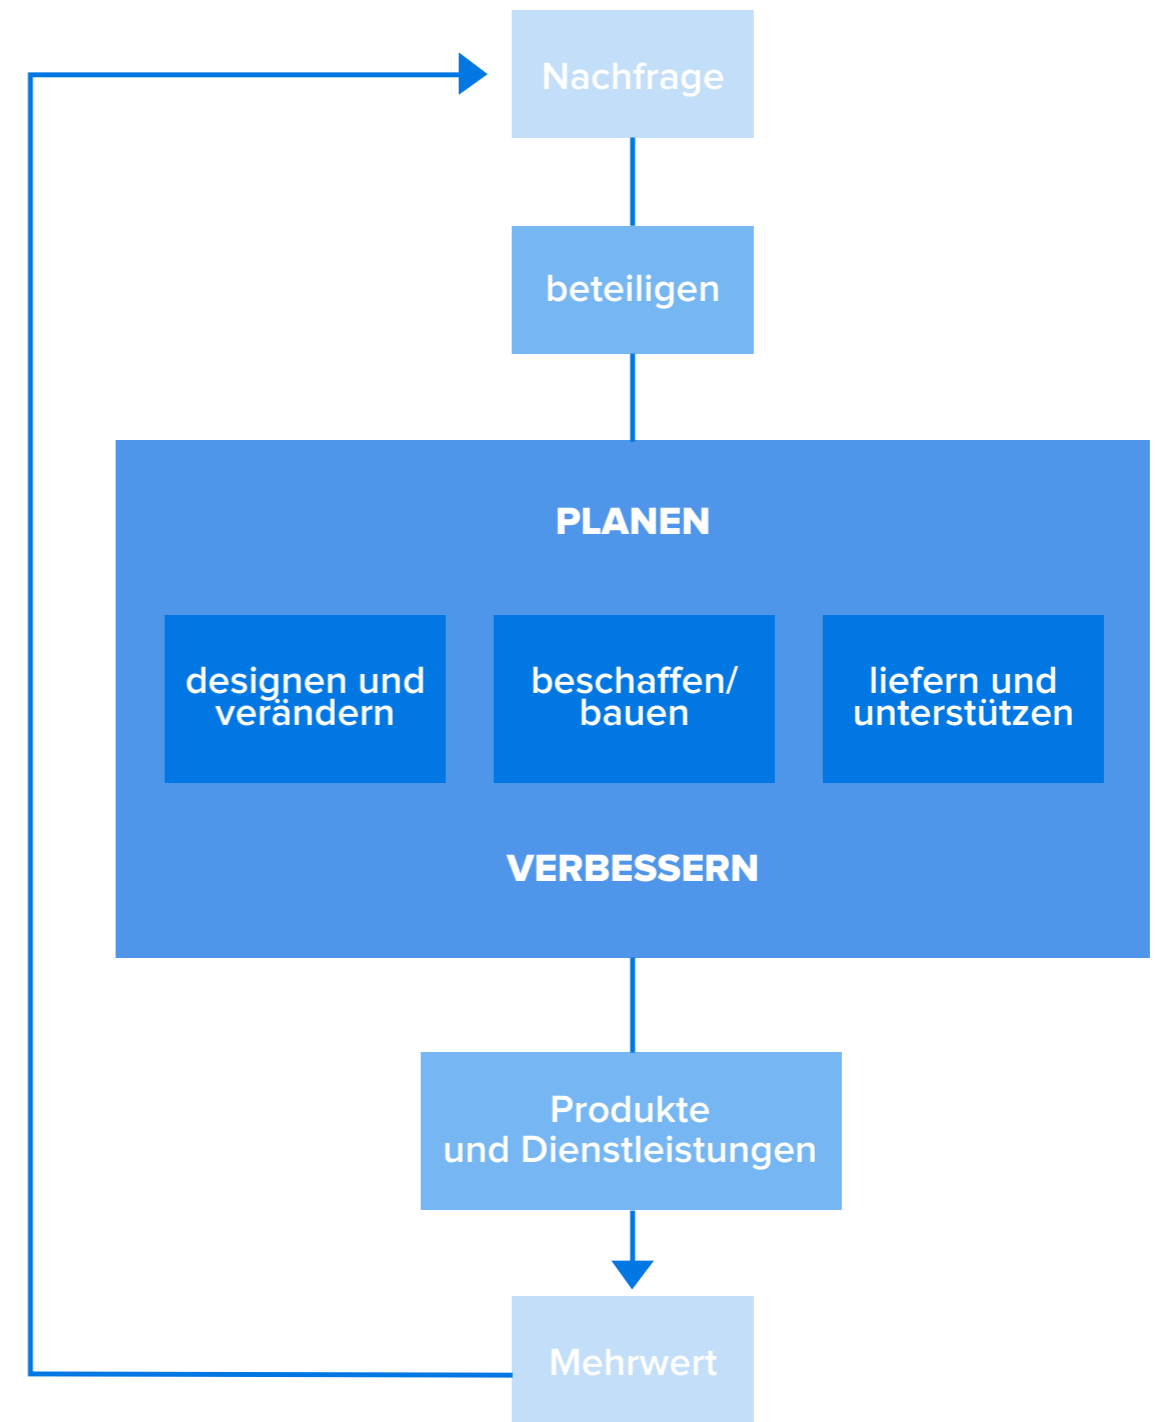 Nachfrage
beteiligen
PLANEN
designen und
verändern
beschaffen/
bauen
liefern und
unterstützen
VERBESSERN
Produkte
und Dienstleistungen
Mehrwert